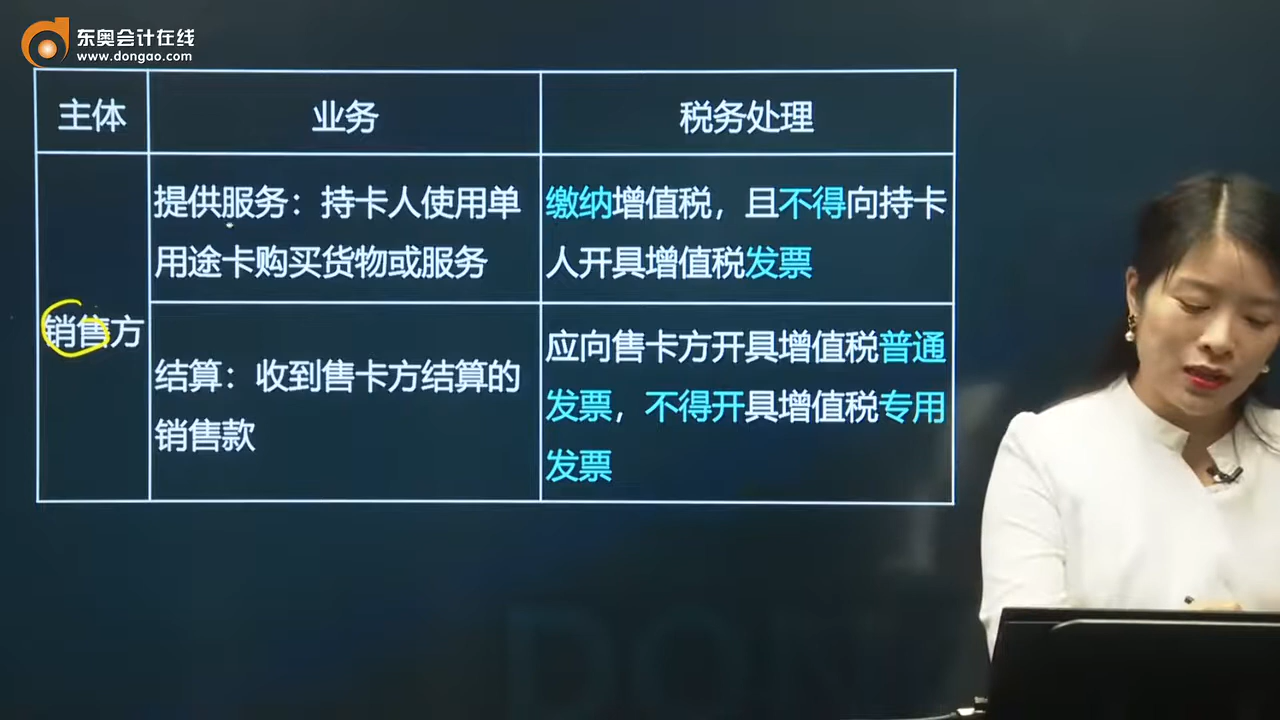 东奥会计在线
www.dongao.com
主体
业务
税务处理
销售方
提供服务：持卡人使用单
用途卡购买货物或服务
缴纳增值税，且不得向持卡
人开具增值税发票
结算：收到售卡方结算的
销售款
应向售卡方开具增值税普通
发票，不得开具增值税专用
发票